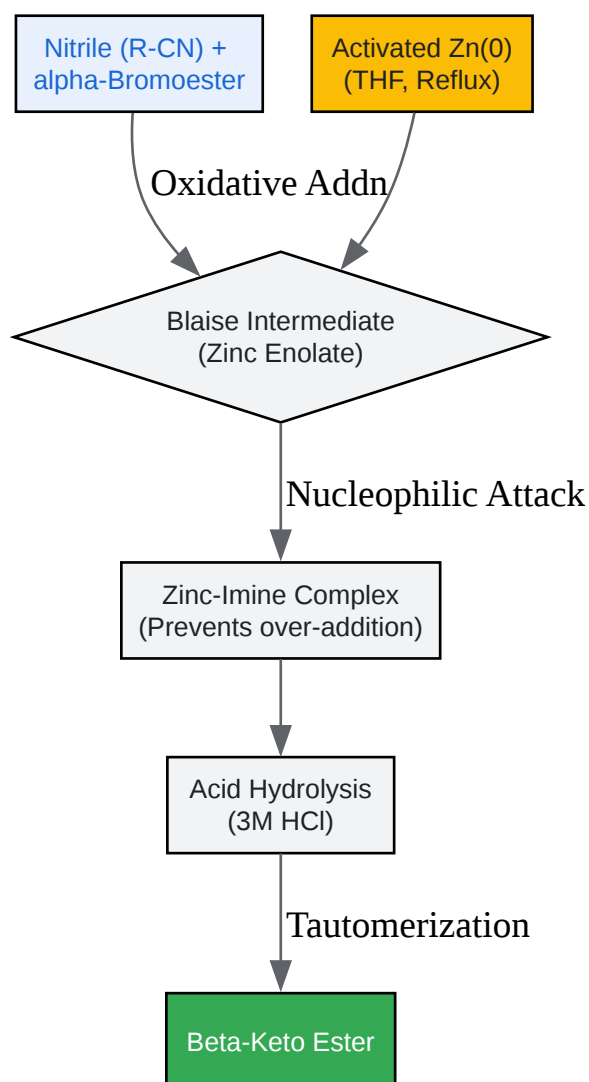 Nitrile (R-CN) +
alpha-Bromoester
Activated Zn(0)
(THF, Reflux)
Oxidative Addn
Blaise Intermediate
(Zinc Enolate)
Nucleophilic Attack
Zinc-Imine Complex
(Prevents over-addition)
Acid Hydrolysis
(3M HCl)
Tautomerization
Beta-Keto Ester